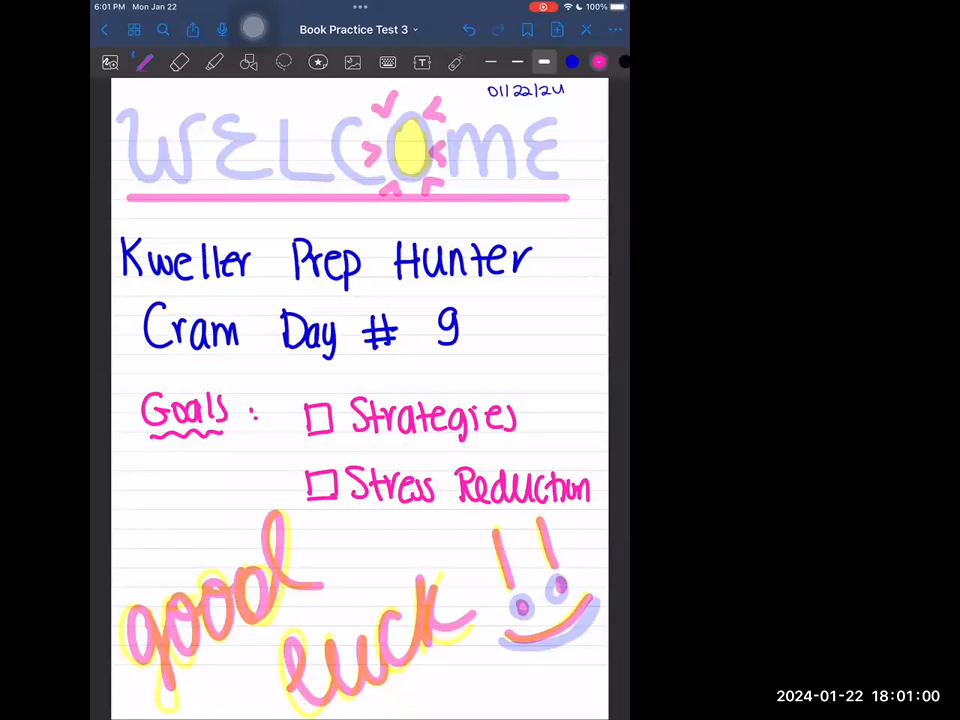 6:01 PM Mon Jan 22
100%
Book Practice Test 3
01/22/24
WELCOME
Kweller Prep Hunter
Cram Day # 9
Goals: Strategies
Stress Reduction
good luck!!
2024-01-22 18:01:00